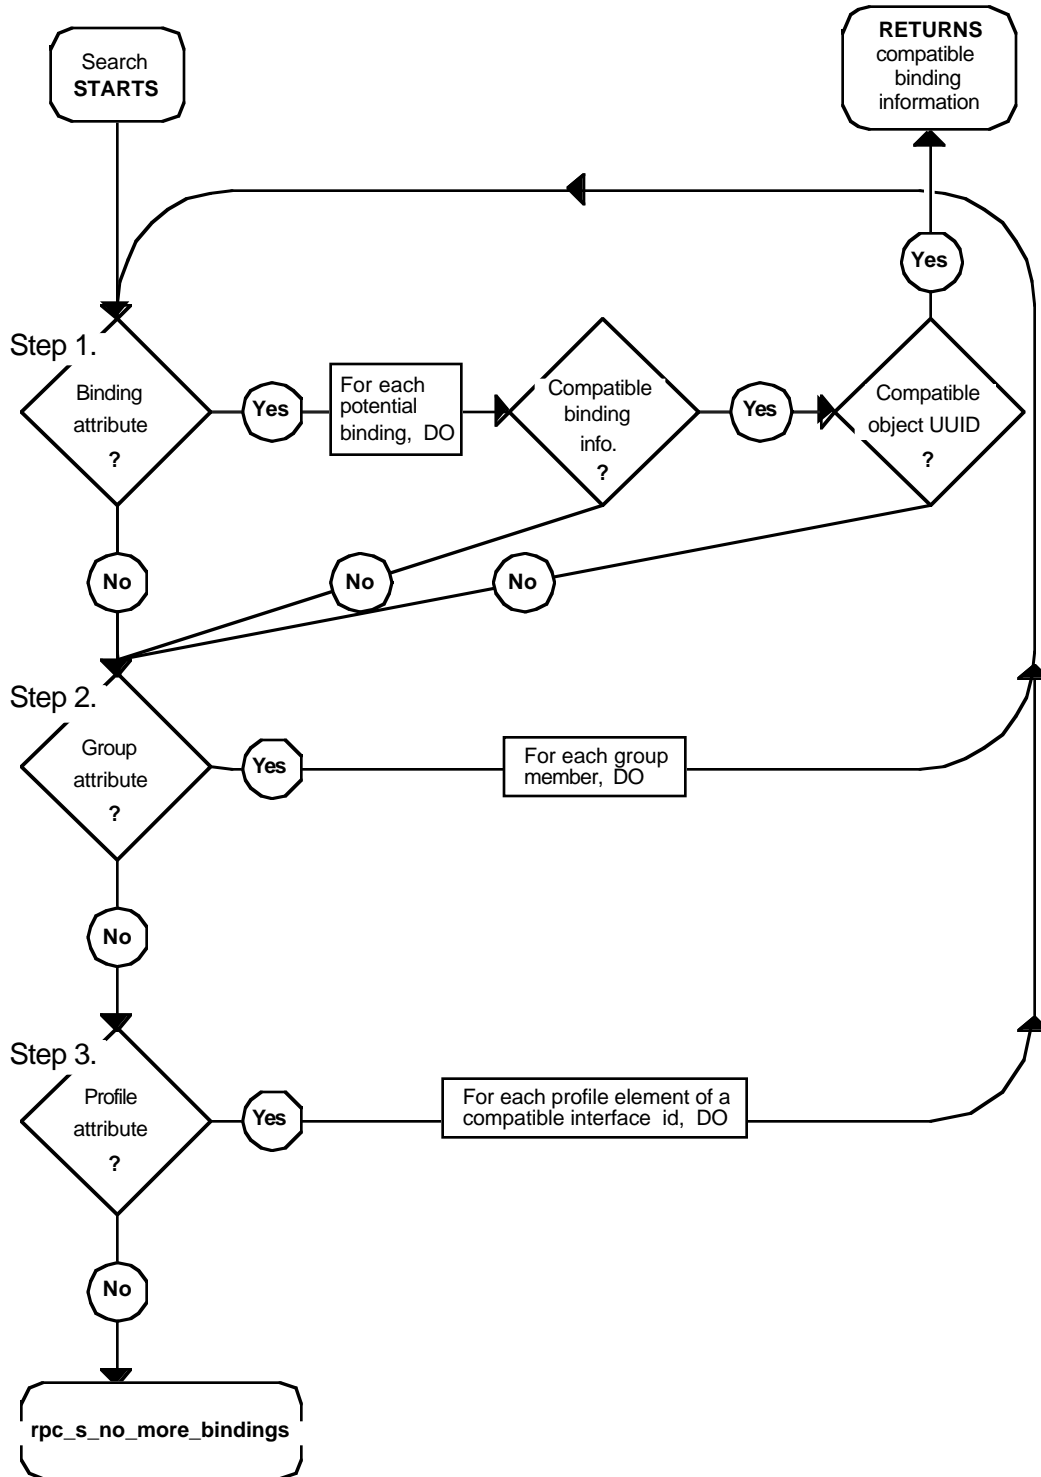 Search
STARTS
RETURNS
compatible
binding
information
Yes
Step 1.
Binding
attribute
?
Yes
For each
potential
binding, DO
Compatible
binding
info.
?
Yes
Compatible
object UUID
?
No
No
No
Step 2.
Group
attribute
?
Yes
For each group
member, DO
No
Step 3.
Profile
attribute
?
Yes
For each profile element of a
compatible interface id, DO
No
rpc_s_no_more_bindings